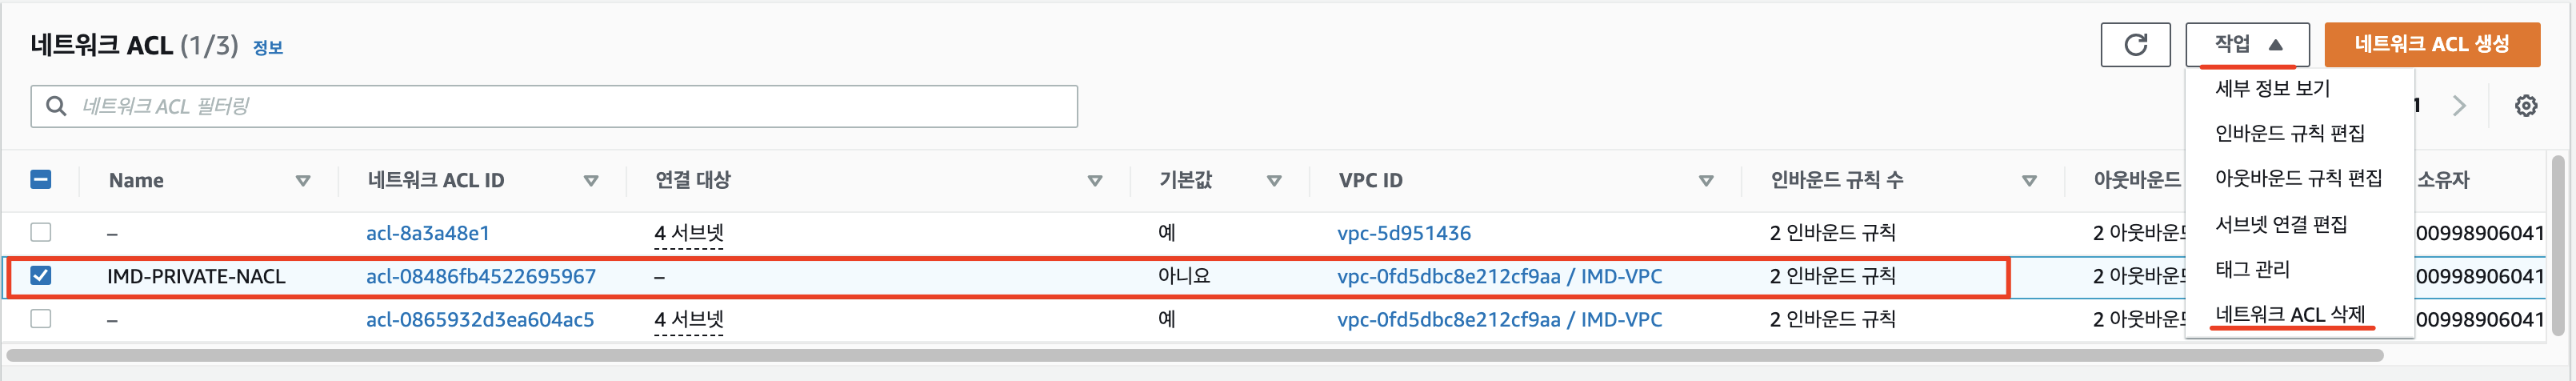 네트워크 ACL (1/3) 정보
작업
네트워크 ACL 생성
네트워크 ACL 필터링
1
세부 정보 보기
인바운드 규칙 편집
아웃바운드 규칙 편집
서브넷 연결 편집
태그 관리
네트워크 ACL 삭제
Name 네트워크 ACL ID 연결 대상 기본값 VPC ID 인바운드 규칙 수 아웃바운드 소유자
– acl-8a3a48e1 4 서브넷 예 vpc-5d951436 2 인바운드 규칙 2 아웃바운드 00998906041
IMD-PRIVATE-NACL acl-08486fb4522695967 – 아니요 vpc-0fd5dbc8e212cf9aa / IMD-VPC 2 인바운드 규칙 2 아웃바운드 00998906041
– acl-0865932d3ea604ac5 4 서브넷 예 vpc-0fd5dbc8e212cf9aa / IMD-VPC 2 인바운드 규칙 2 아웃바운드 00998906041